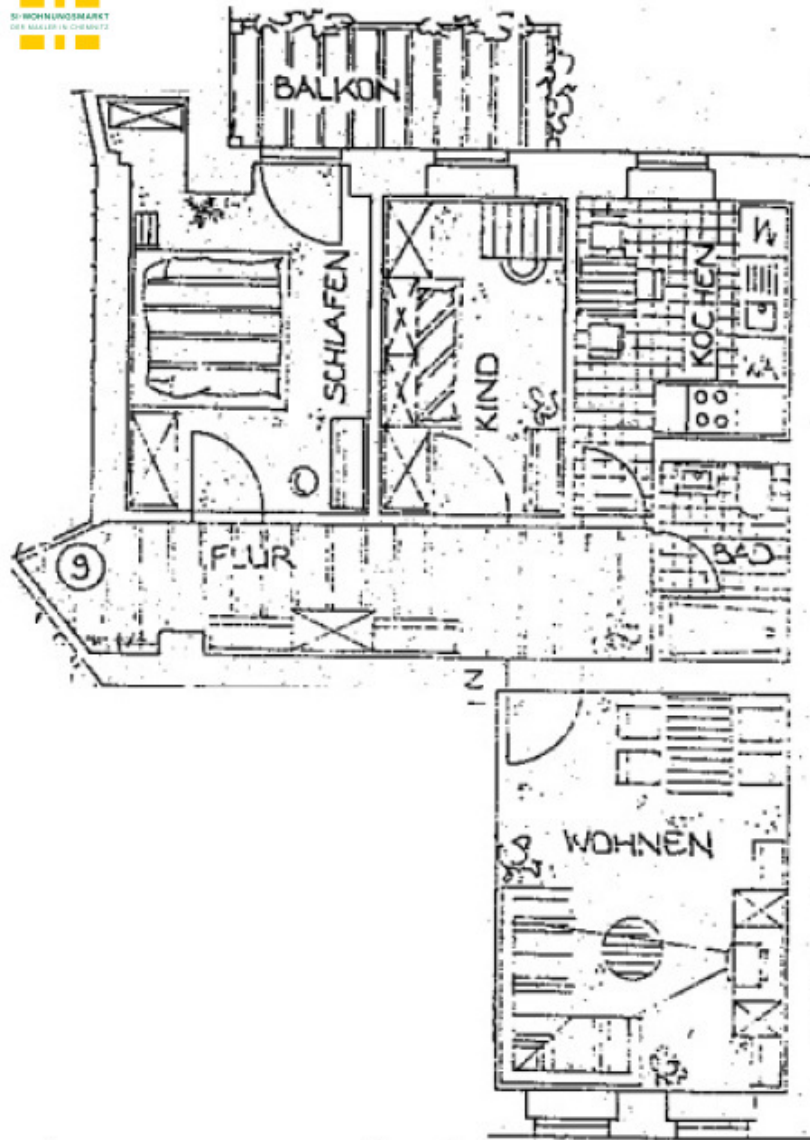 SI-WOHNUNGSMARKT
DER MAKLER IN CHEMNITZ
BALKON
SCHLAFEN
KIND
KOCHEN
FLUR
9
BAD
WOHNEN